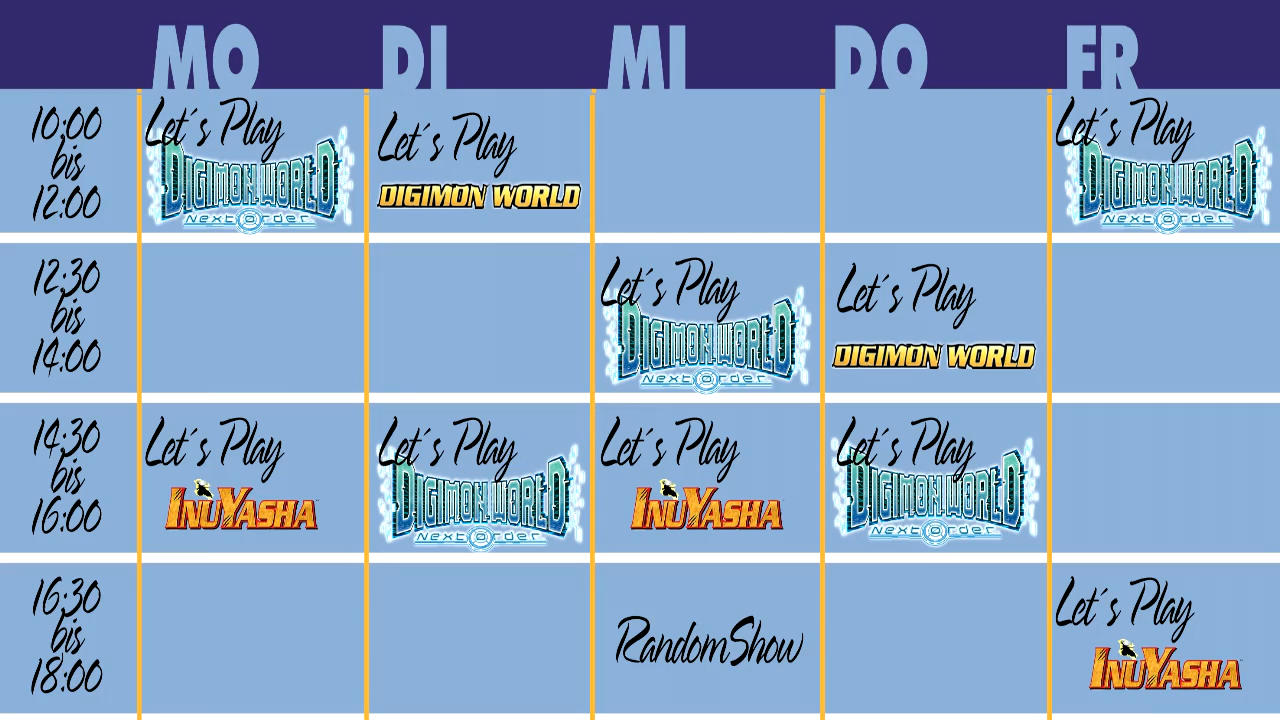 MO DI MI DO FR
10:00
bis
12:00
Let´s Play
DIGIMON WORLD
Next Order
Let´s Play
DIGIMON WORLD
Let´s Play
DIGIMON WORLD
Next Order
12:30
bis
14:00
Let´s Play
DIGIMON WORLD
Next Order
Let´s Play
DIGIMON WORLD
14:30
bis
16:00
Let´s Play
INUYASHA
Let´s Play
DIGIMON WORLD
Next Order
Let´s Play
INUYASHA
Let´s Play
DIGIMON WORLD
Next Order
16:30
bis
18:00
RandomShow
Let´s Play
INUYASHA